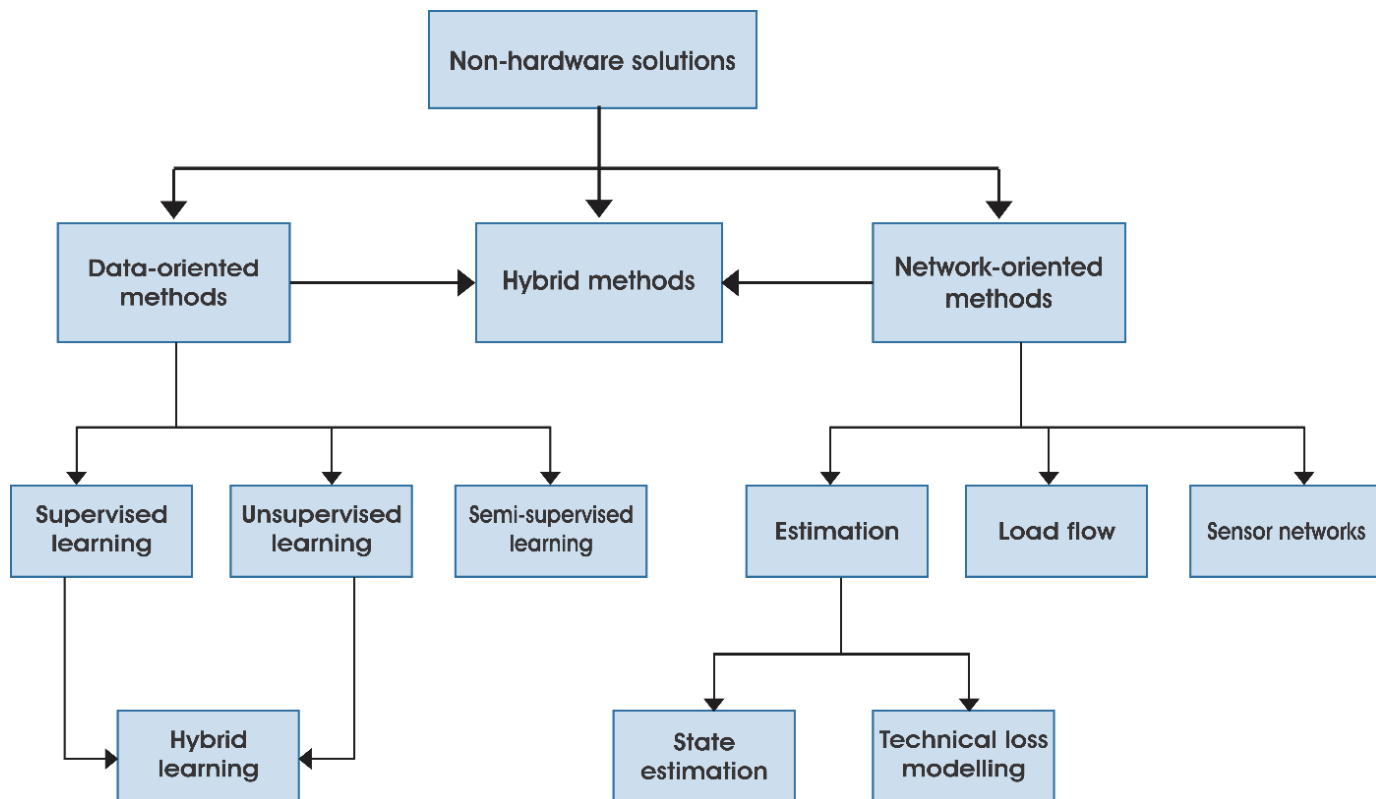 Non-hardware solutions
Data-oriented
methods
Hybrid methods
Network-oriented
methods
Supervised
learning
Unsupervised
learning
Semi-supervised
learning
Estimation
Load flow
Sensor networks
Hybrid
learning
State
estimation
Technical loss
modelling